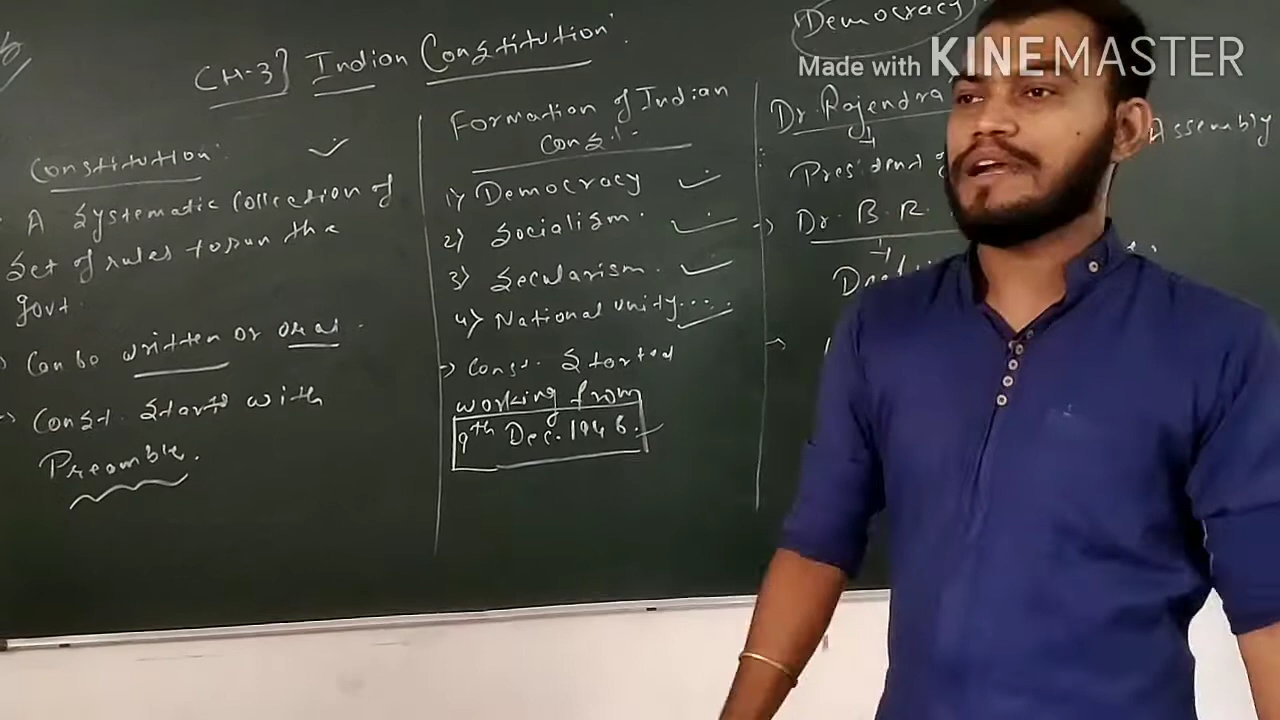 CH-3] Indian Constitution:
Constitution:
A systematic collection of
set of rules to run the
govt.
Can be written or oral.
→ Const. starts with
Preamble.
Formation of Indian
Const:
1) Democracy
2) Socialism.
3) Secularism.
4) National unity....
→ Const. started
working from
9th Dec. 1946.
Democracy
Made with KINEMASTER
Dr. Rajendra
Assembly
President
→ Dr. B. R.